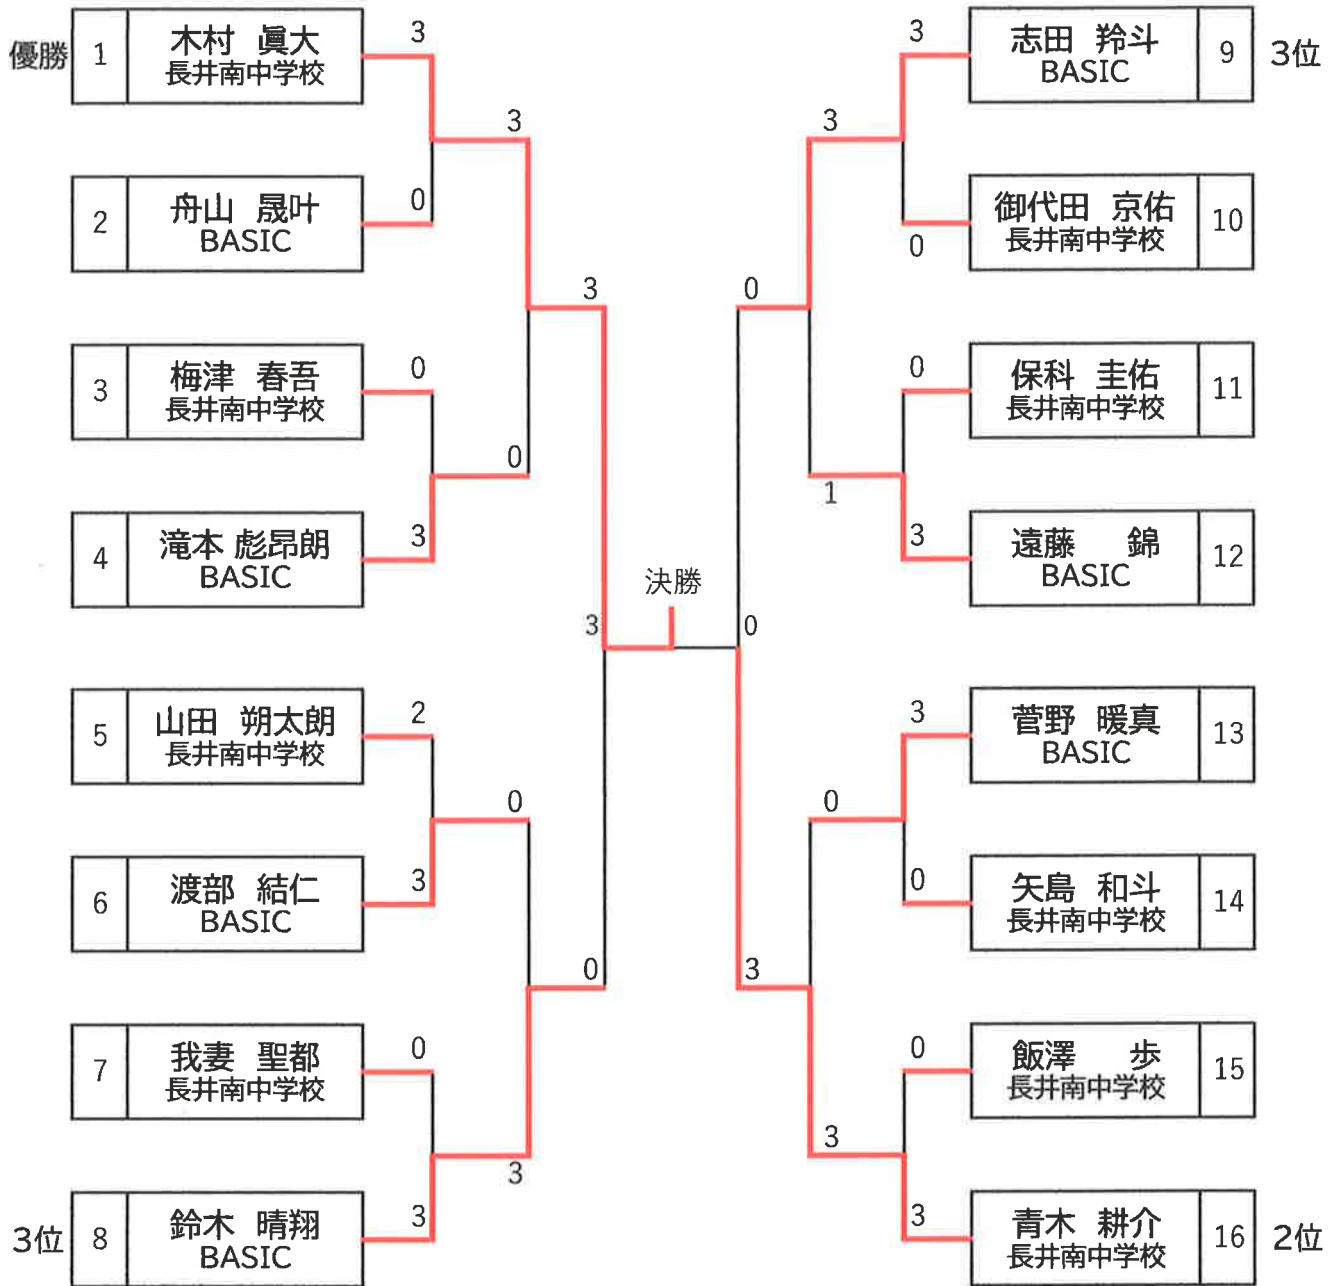 優勝 1 木村 眞大
長井南中学校
3
3
2 舟山 晟叶
BASIC
0
3
3 梅津 春吾
長井南中学校
0
0
4 滝本 彪昂朗
BASIC
3
決勝
3
0
5 山田 朔太朗
長井南中学校
2
0
6 渡部 結仁
BASIC
3
0
7 我妻 聖都
長井南中学校
0
3
3位 8 鈴木 晴翔
BASIC
3
3
志田 羚斗 9 3位
BASIC
3
0
御代田 京佑 10
長井南中学校
0
0
保科 圭佑 11
長井南中学校
1
3
遠藤 錦 12
BASIC
3
菅野 暖真 13
BASIC
0
0
矢島 和斗 14
長井南中学校
3
0
飯澤 歩 15
長井南中学校
3
3
青木 耕介 16 2位
長井南中学校